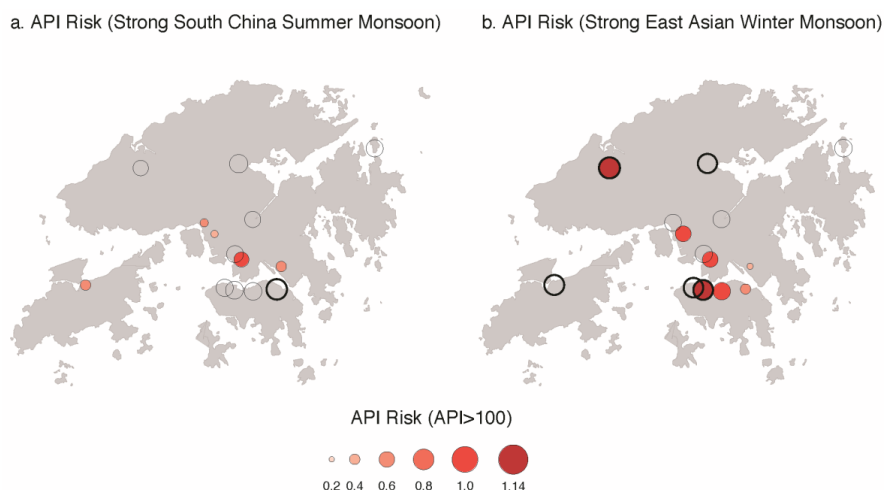 a. API Risk (Strong South China Summer Monsoon)
b. API Risk (Strong East Asian Winter Monsoon)
API Risk (API>100)
0.2 0.4 0.6 0.8 1.0 1.14